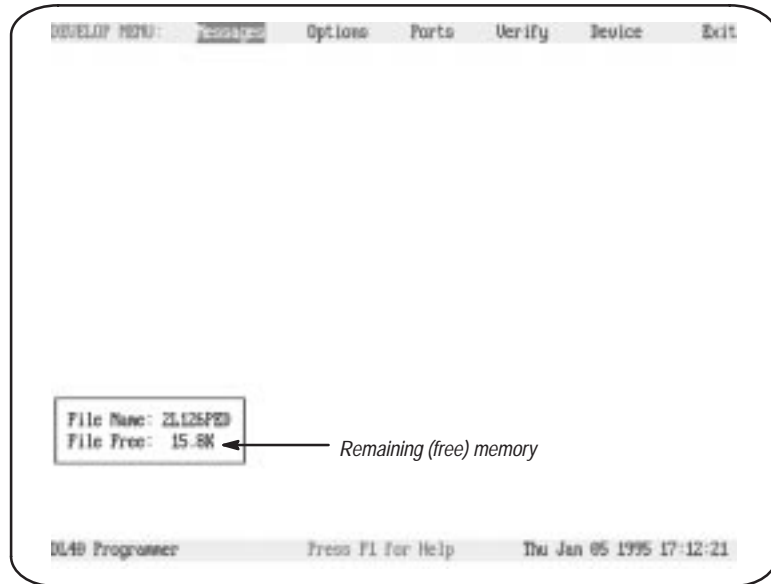 DEVELOP MENU: Messages Options Ports Verify Device Exit
File Name: 2L126PED
File Free: 15.8K
Remaining (free) memory
DL40 Programmer Press F1 for Help Thu Jan 05 1995 17:12:21